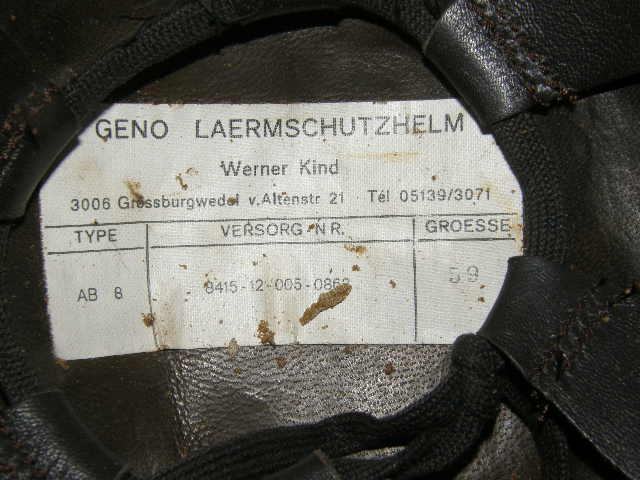 GENO LAERMSCHUTZHELM
Werner Kind
3006 Grossburgwedel v.Altenstr 21 Tel 05139/3071
TYPE VERSORG NR. GROESSE
AB 8 8415-12-005-0868 59